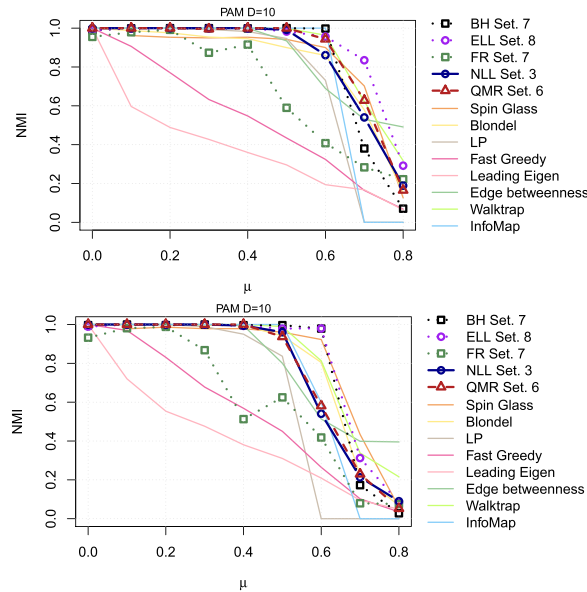 PAM D=10
NMI
1.0
0.8
0.6
0.4
0.2
0.0
0.0 0.2 0.4 0.6 0.8
μ
BH Set. 7
ELL Set. 8
FR Set. 7
NLL Set. 3
QMR Set. 6
Spin Glass
Blondel
LP
Fast Greedy
Leading Eigen
Edge betweenness
Walktrap
InfoMap
PAM D=10
NMI
1.0
0.8
0.6
0.4
0.2
0.0
0.0 0.2 0.4 0.6 0.8
μ
BH Set. 7
ELL Set. 8
FR Set. 7
NLL Set. 3
QMR Set. 6
Spin Glass
Blondel
LP
Fast Greedy
Leading Eigen
Edge betweenness
Walktrap
InfoMap